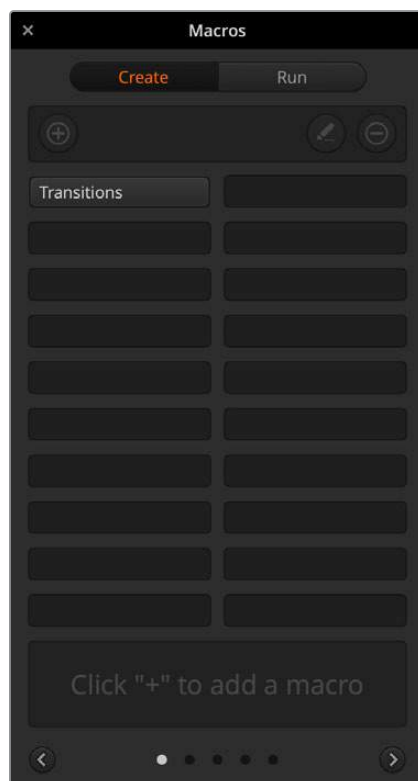 Macros
Create
Run
Transitions
Click "+" to add a macro